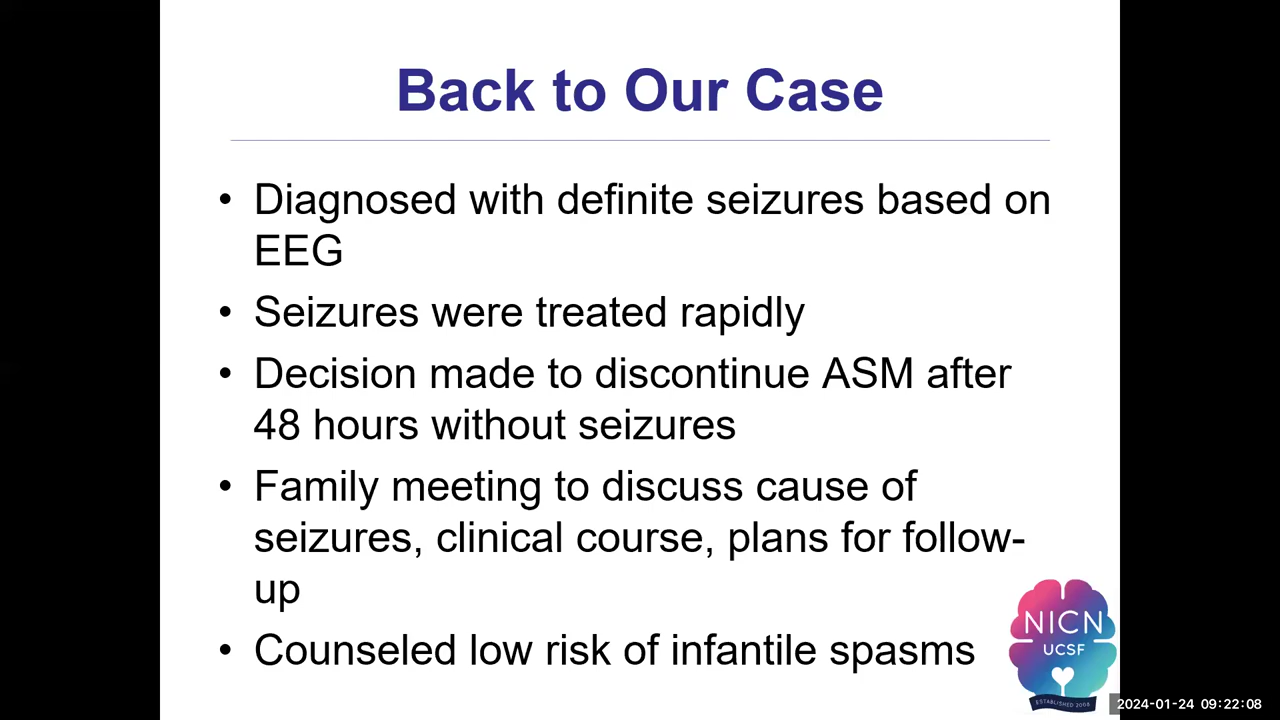 Back to Our Case
• Diagnosed with definite seizures based on
EEG
• Seizures were treated rapidly
• Decision made to discontinue ASM after
48 hours without seizures
• Family meeting to discuss cause of
seizures, clinical course, plans for follow-
up
• Counseled low risk of infantile spasms
NICN
UCSF
ESTABLISHED 2008
2024-01-24 09:22:08